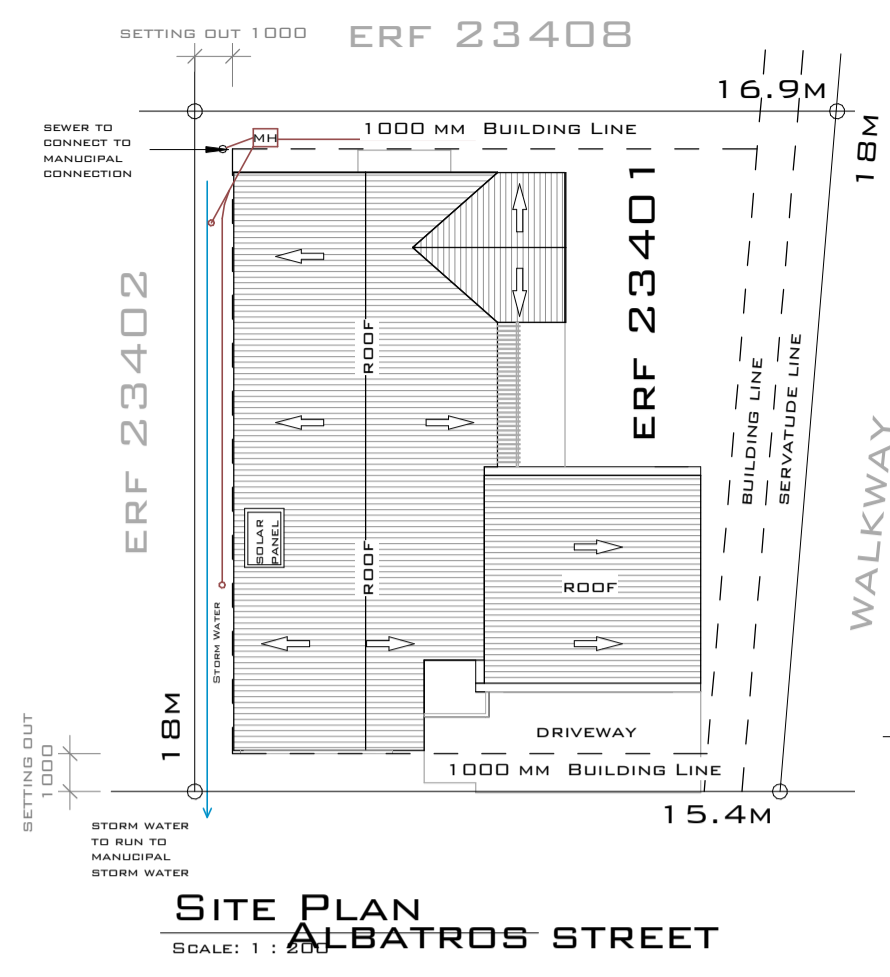 SETTING OUT 1000
ERF 23408
16.9M
SEWER TO
CONNECT TO
MANUCIPAL
CONNECTION
MH
1000 MM BUILDING LINE
18M
ERF 23402
ERF 23401
ROOF
BUILDING LINE
SERVATUDE LINE
WALKWAY
SOLAR
PANEL
ROOF
ROOF
STORM WATER
18M
SETTING OUT
1000
DRIVEWAY
1000 MM BUILDING LINE
15.4M
STORM WATER
TO RUN TO
MANUCIPAL
STORM WATER
SITE PLAN
ALBATROS STREET
SCALE: 1 : 200